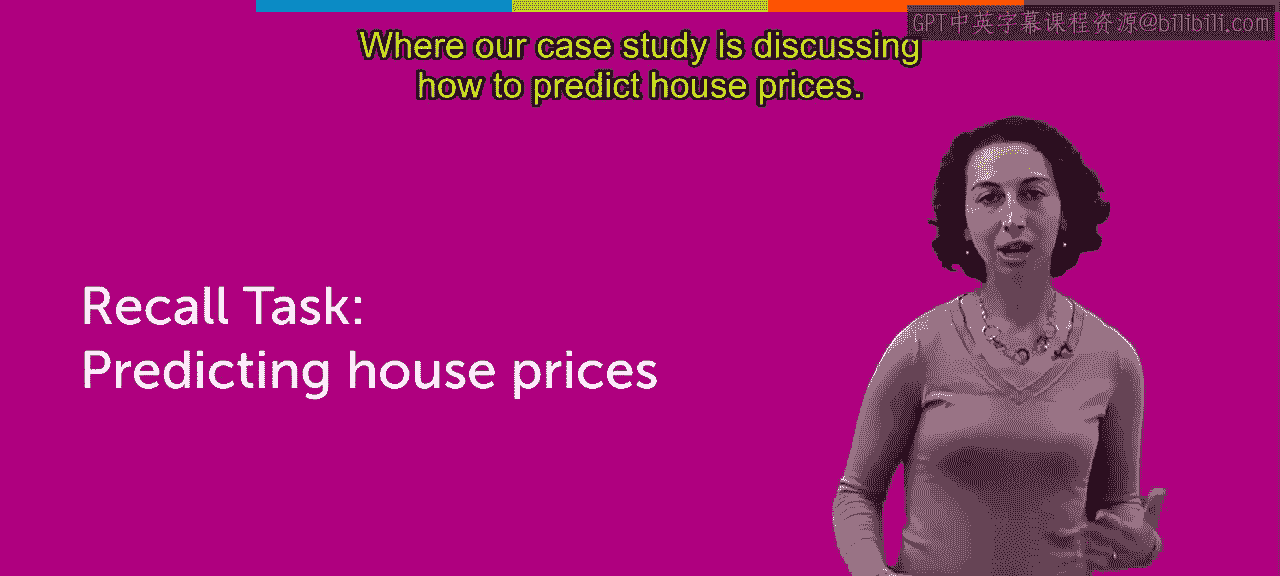 GPT中英字幕课程资源@bilibili.com
Where our case study is discussing
how to predict house prices.
Recall Task:
Predicting house prices